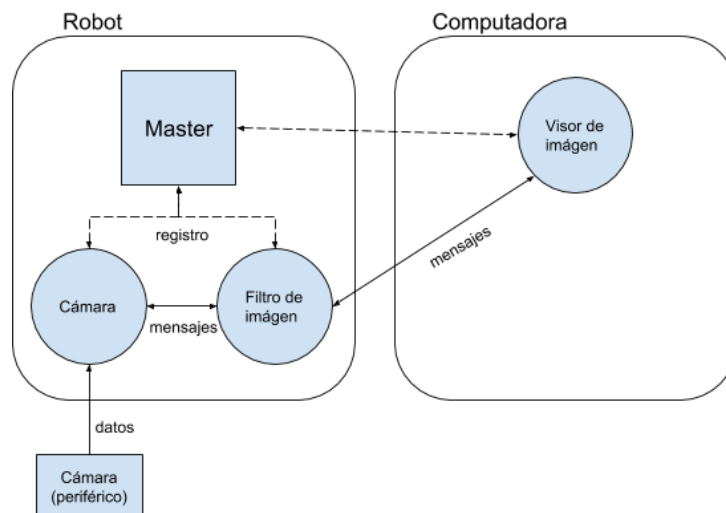 Robot
Computadora
Master
Visor de
imágen
registro
mensajes
Cámara
mensajes
Filtro de
imágen
datos
Cámara
(periférico)